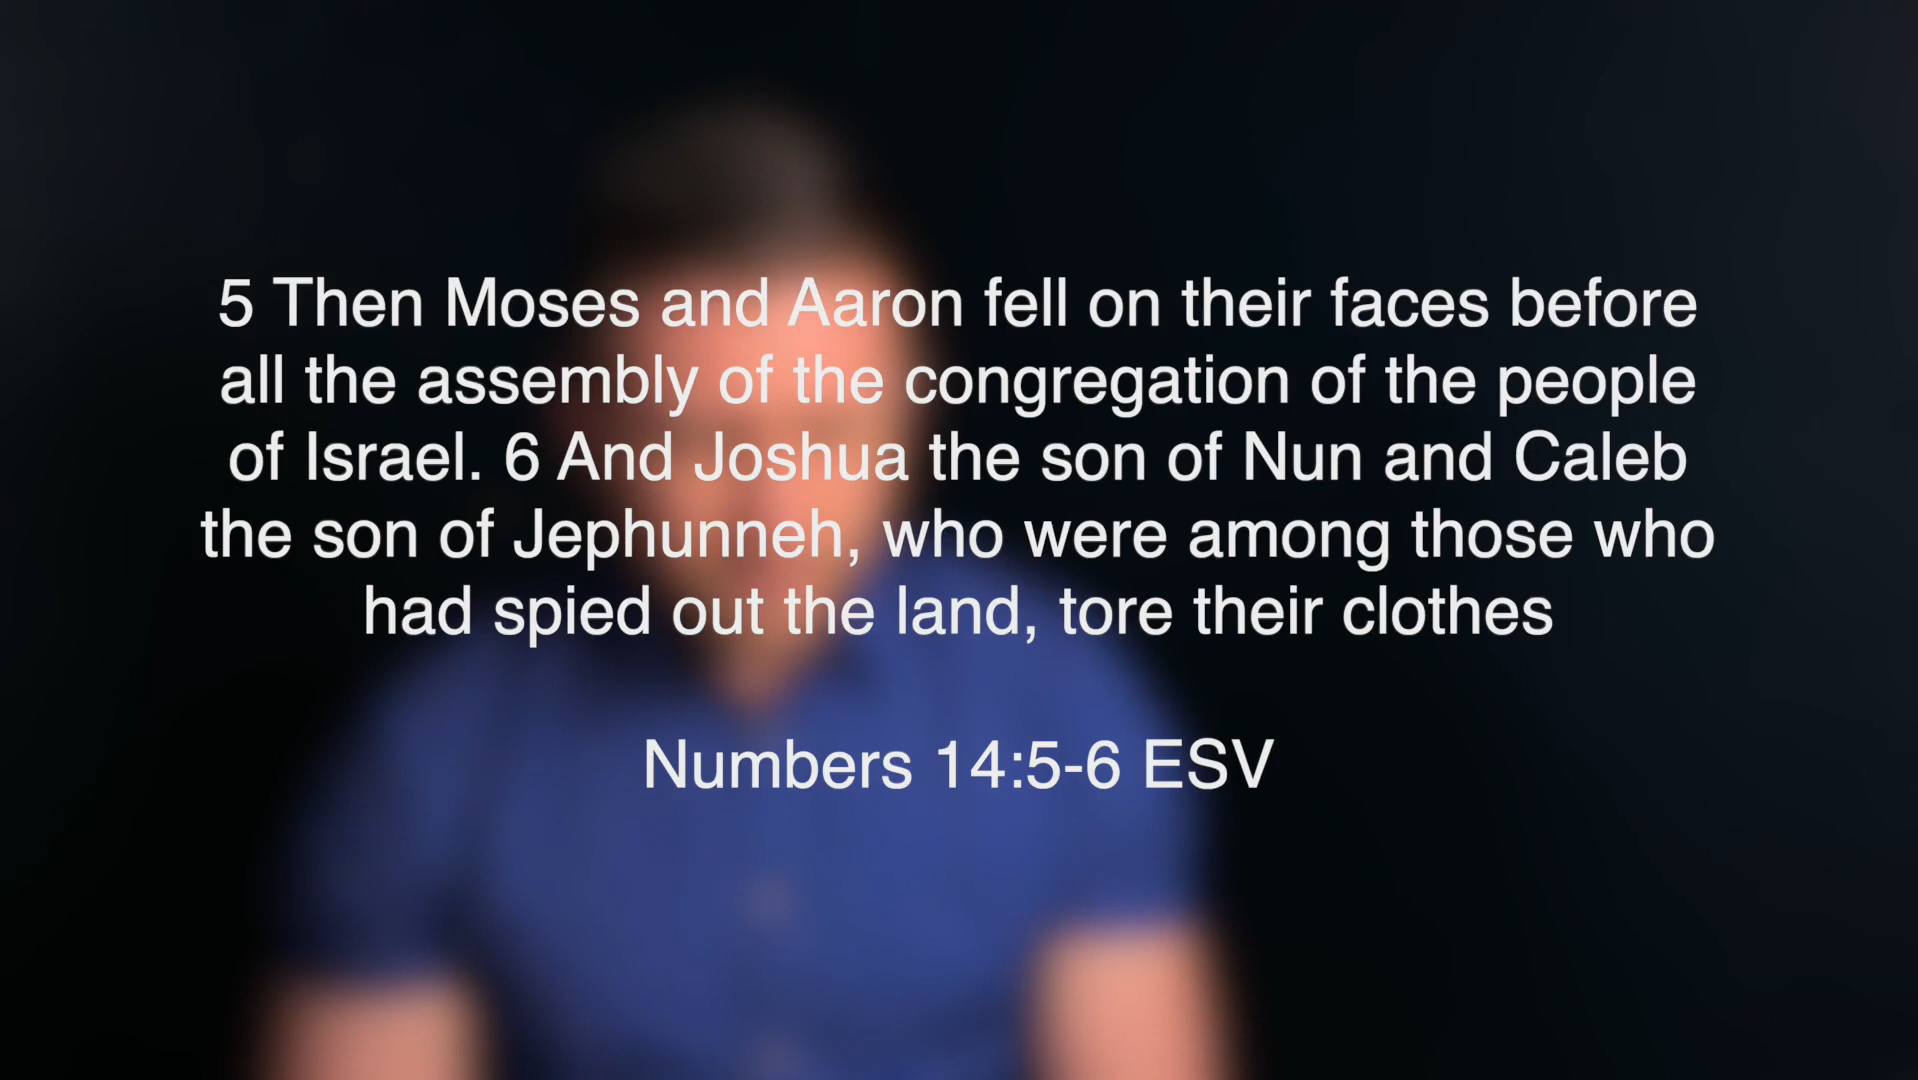 5 Then Moses and Aaron fell on their faces before
all the assembly of the congregation of the people
of Israel. 6 And Joshua the son of Nun and Caleb
the son of Jephunneh, who were among those who
had spied out the land, tore their clothes
Numbers 14:5-6 ESV